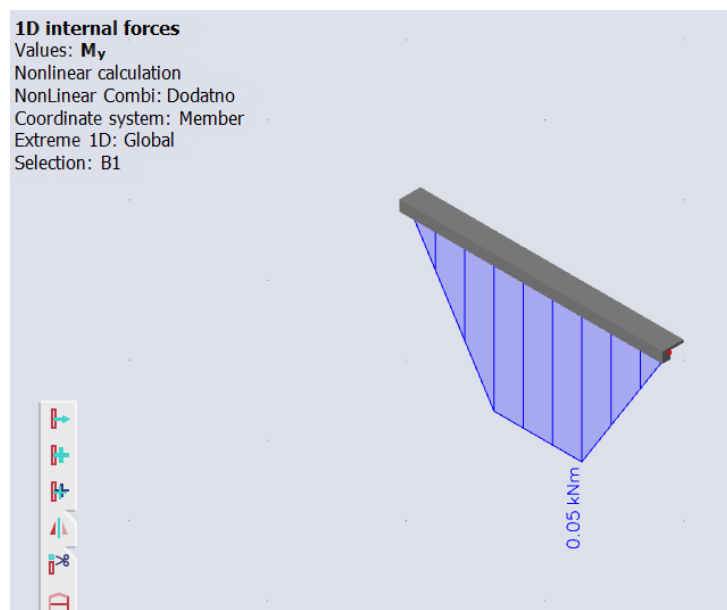 1D internal forces
Values: My
Nonlinear calculation
NonLinear Combi: Dodatno
Coordinate system: Member
Extreme 1D: Global
Selection: B1
0.05 kNm